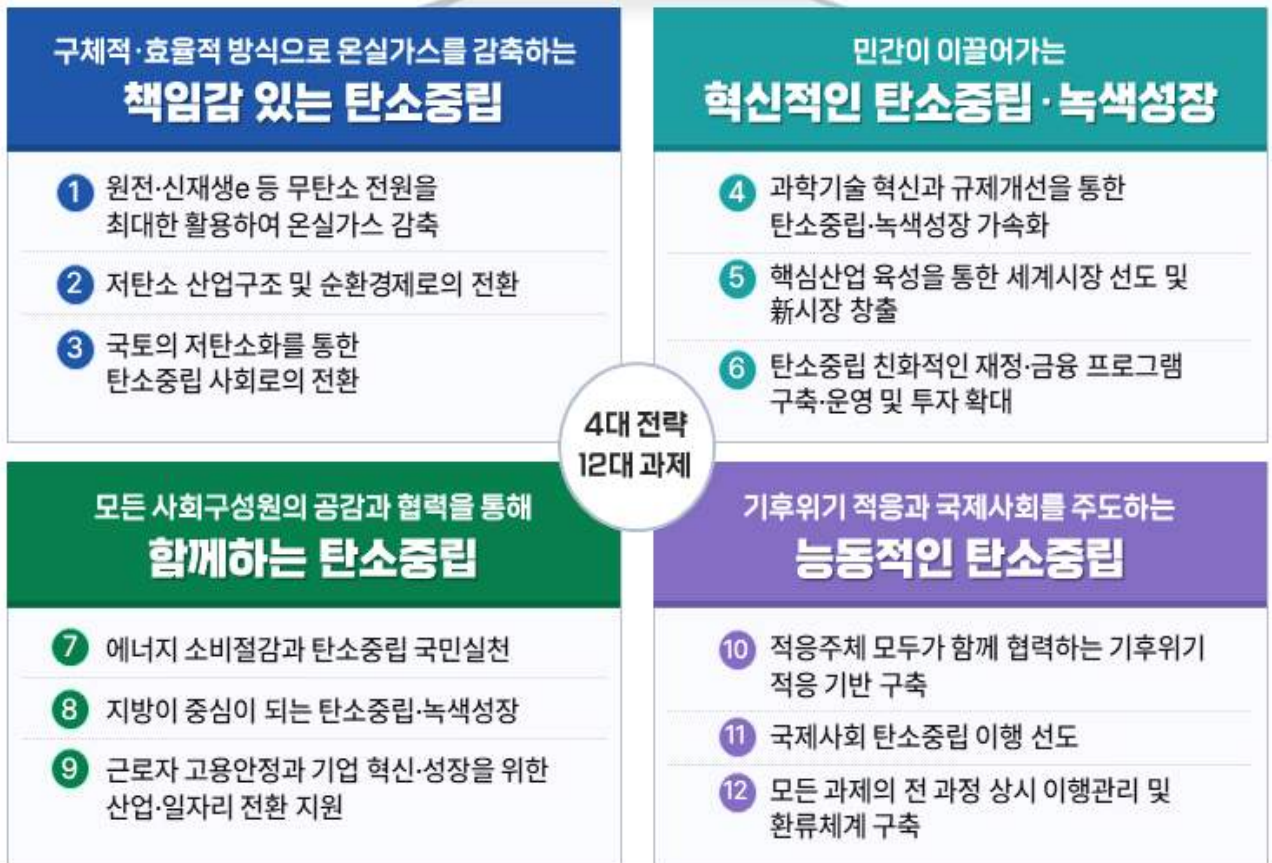 구체적·효율적 방식으로 온실가스를 감축하는
책임감 있는 탄소중립
1 원전·신재생e 등 무탄소 전원을
최대한 활용하여 온실가스 감축
2 저탄소 산업구조 및 순환경제로의 전환
3 국토의 저탄소화를 통한
탄소중립 사회로의 전환
민간이 이끌어가는
혁신적인 탄소중립·녹색성장
4 과학기술 혁신과 규제개선을 통한
탄소중립·녹색성장 가속화
5 핵심산업 육성을 통한 세계시장 선도 및
新시장 창출
6 탄소중립 친화적인 재정·금융 프로그램
구축·운영 및 투자 확대
4대 전략
12대 과제
모든 사회구성원의 공감과 협력을 통해
함께하는 탄소중립
7 에너지 소비절감과 탄소중립 국민실천
8 지방이 중심이 되는 탄소중립·녹색성장
9 근로자 고용안정과 기업 혁신·성장을 위한
산업·일자리 전환 지원
기후위기 적응과 국제사회를 주도하는
능동적인 탄소중립
10 적응주체 모두가 함께 협력하는 기후위기
적응 기반 구축
11 국제사회 탄소중립 이행 선도
12 모든 과제의 전 과정 상시 이행관리 및
환류체계 구축